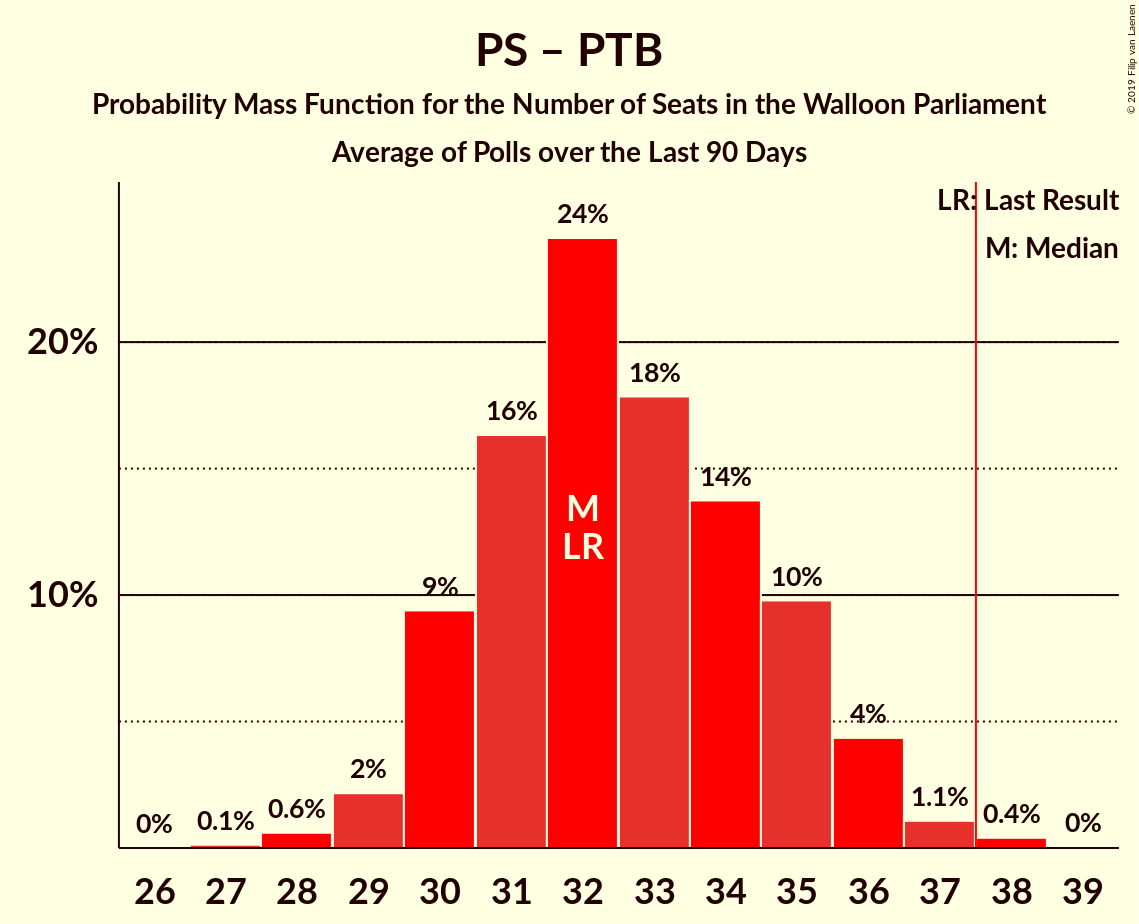 PS – PTB
Probability Mass Function for the Number of Seats in the Walloon Parliament
Average of Polls over the Last 90 Days
© 2019 Filip van Laenen
LR: Last Result
M: Median
20%
10%
0%
0.1%
0.6%
2%
9%
16%
24%
18%
14%
10%
4%
1.1%
0.4%
0%
M
LR
26 27 28 29 30 31 32 33 34 35 36 37 38 39